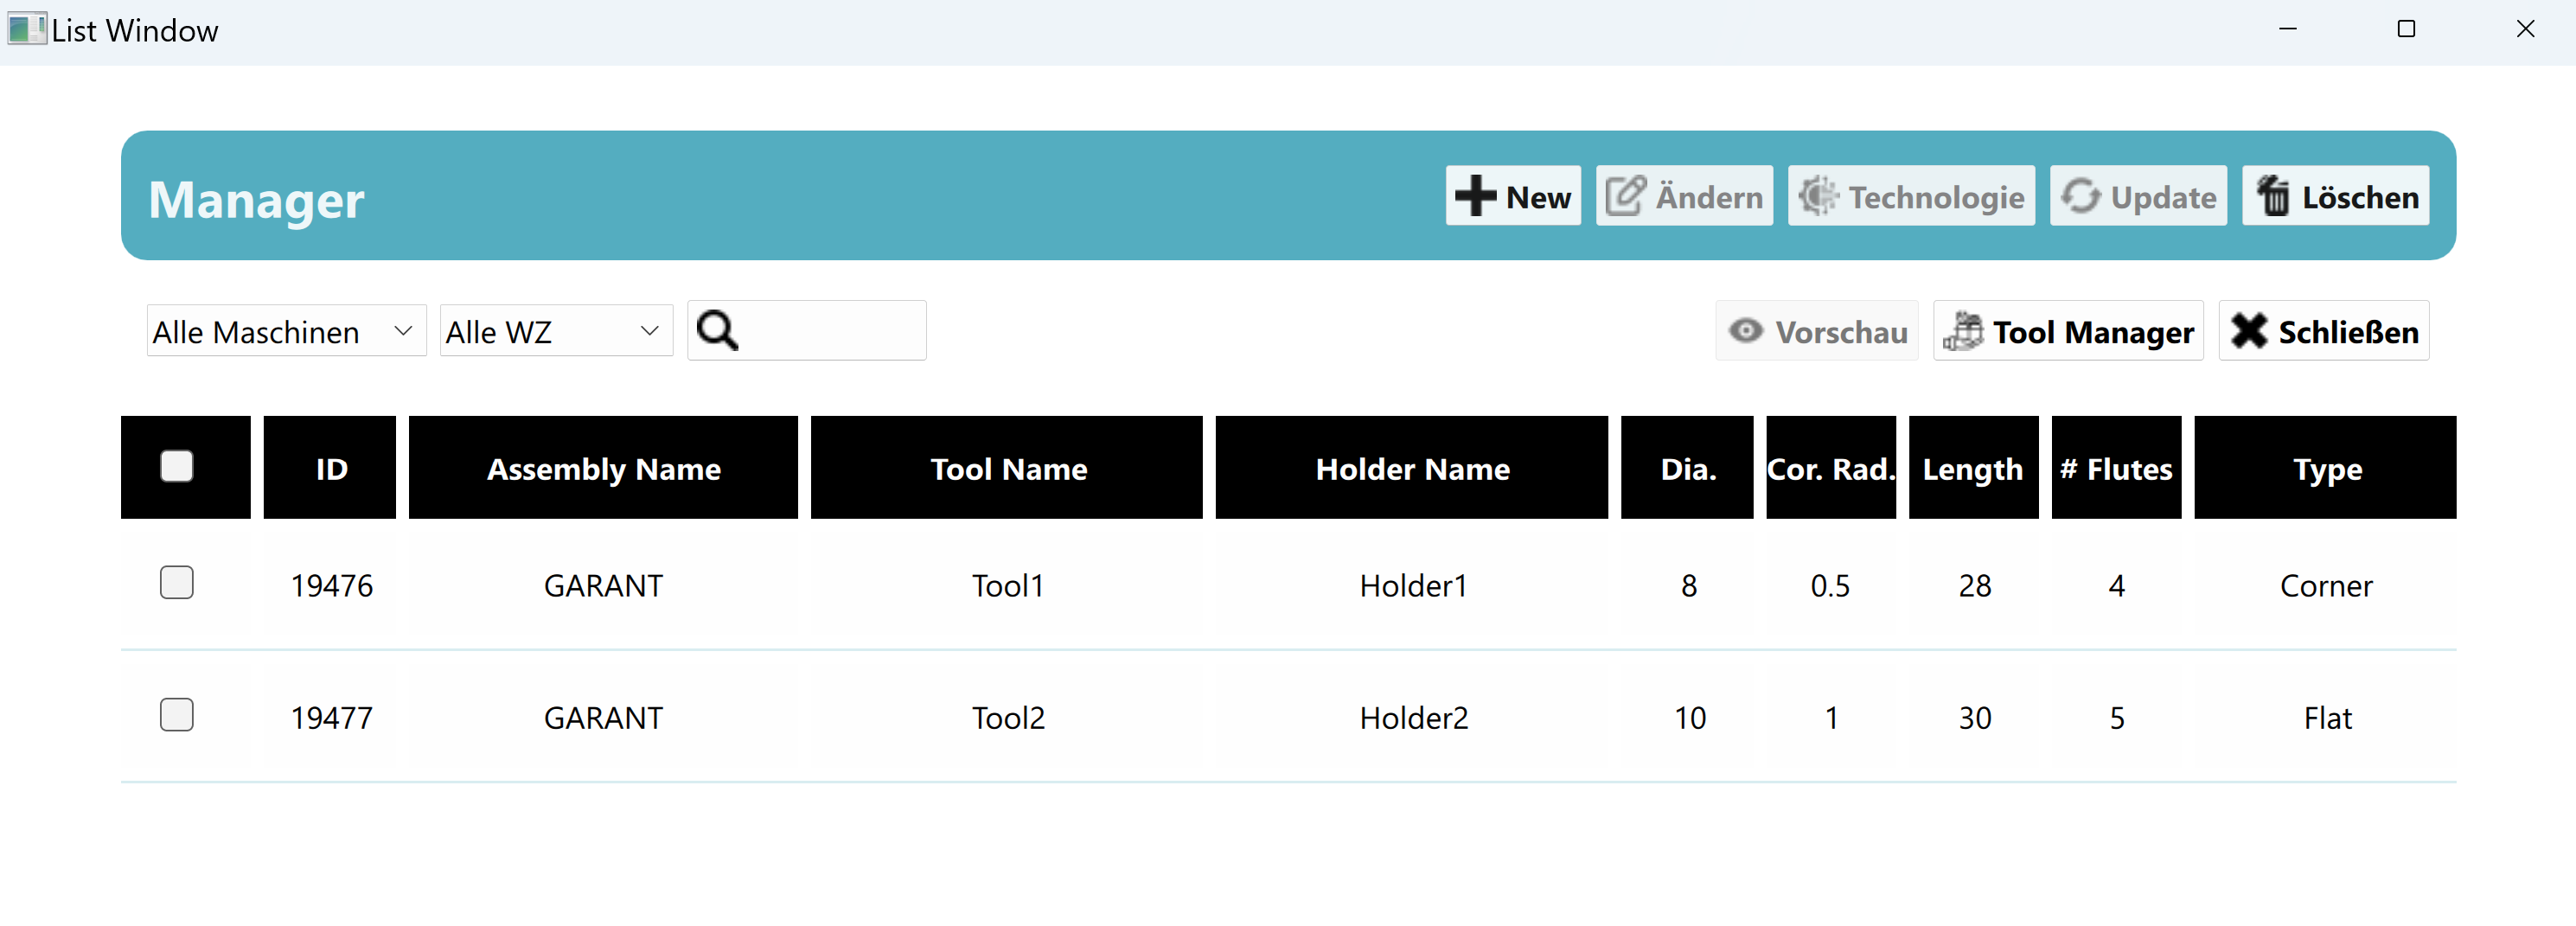 List Window
Manager New Ändern Technologie Update Löschen
Alle Maschinen Alle WZ Vorschau Tool Manager Schließen
ID Assembly Name Tool Name Holder Name Dia. Cor. Rad. Length # Flutes Type
19476 GARANT Tool1 Holder1 8 0.5 28 4 Corner
19477 GARANT Tool2 Holder2 10 1 30 5 Flat